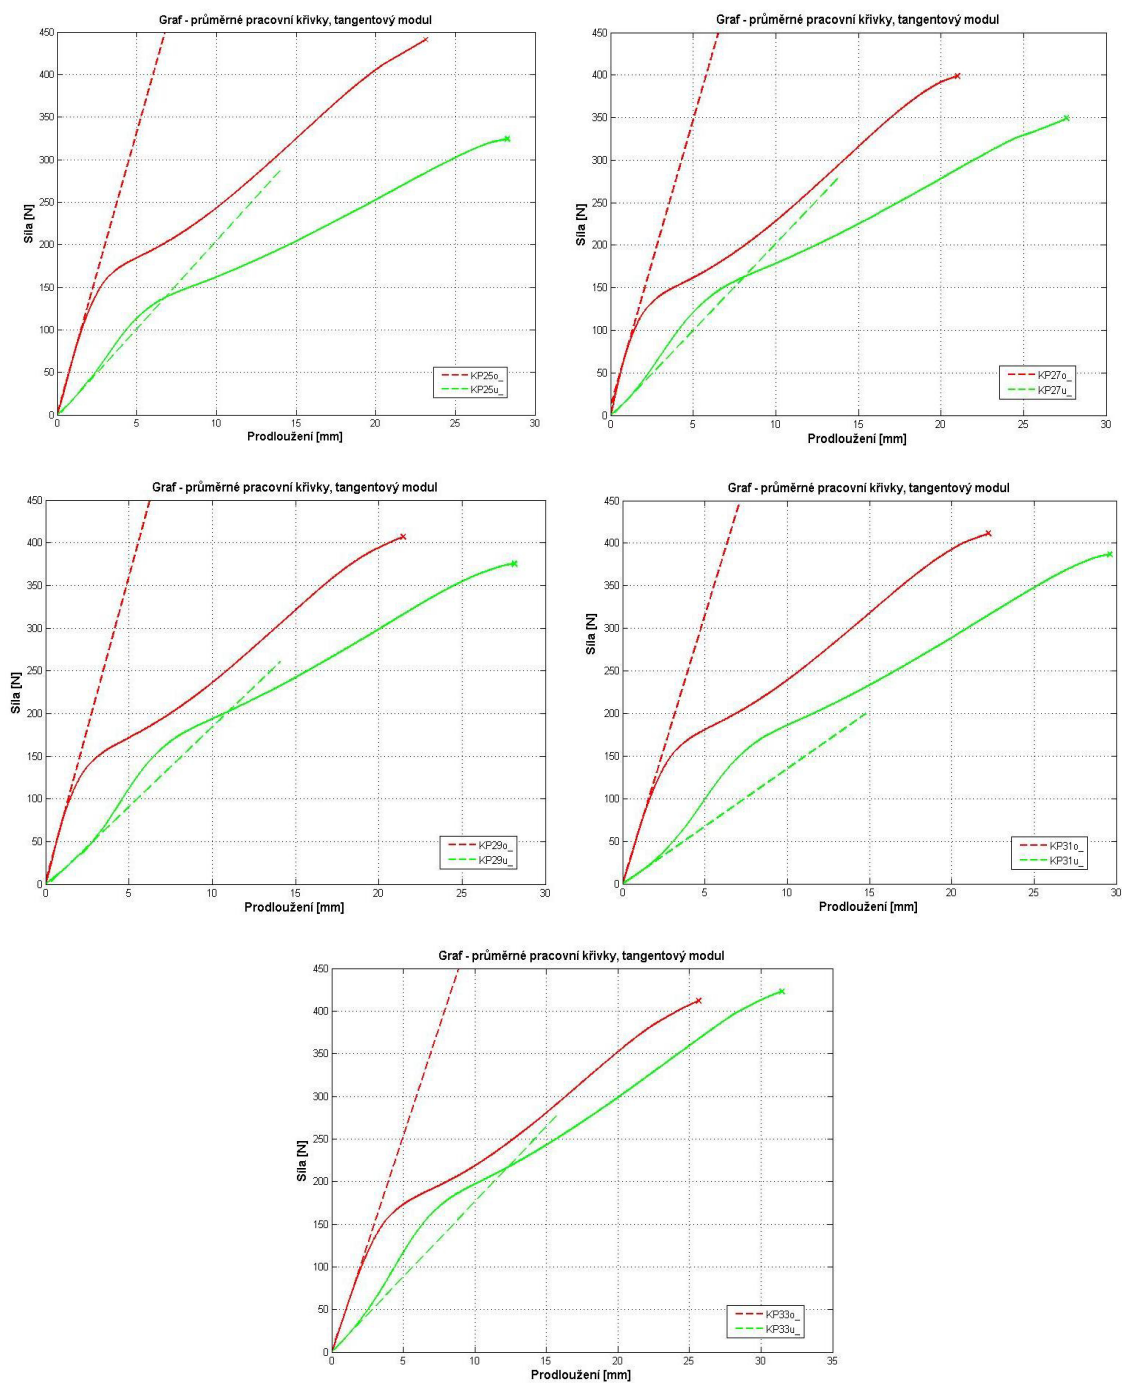 Graf - průměrné pracovní křivky, tangentový modul
Síla [N]
450
400
350
300
250
200
150
100
50
0
0 5 10 15 20 25 30
Prodloužení [mm]
KP25o_
KP25u_
Graf - průměrné pracovní křivky, tangentový modul
Síla [N]
450
400
350
300
250
200
150
100
50
0
0 5 10 15 20 25 30
Prodloužení [mm]
KP27o_
KP27u_
Graf - průměrné pracovní křivky, tangentový modul
Síla [N]
450
400
350
300
250
200
150
100
50
0
0 5 10 15 20 25 30
Prodloužení [mm]
KP29o_
KP29u_
Graf - průměrné pracovní křivky, tangentový modul
Síla [N]
450
400
350
300
250
200
150
100
50
0
0 5 10 15 20 25 30
Prodloužení [mm]
KP31o_
KP31u_
Graf - průměrné pracovní křivky, tangentový modul
Síla [N]
450
400
350
300
250
200
150
100
50
0
0 5 10 15 20 25 30 35
Prodloužení [mm]
KP33o_
KP33u_